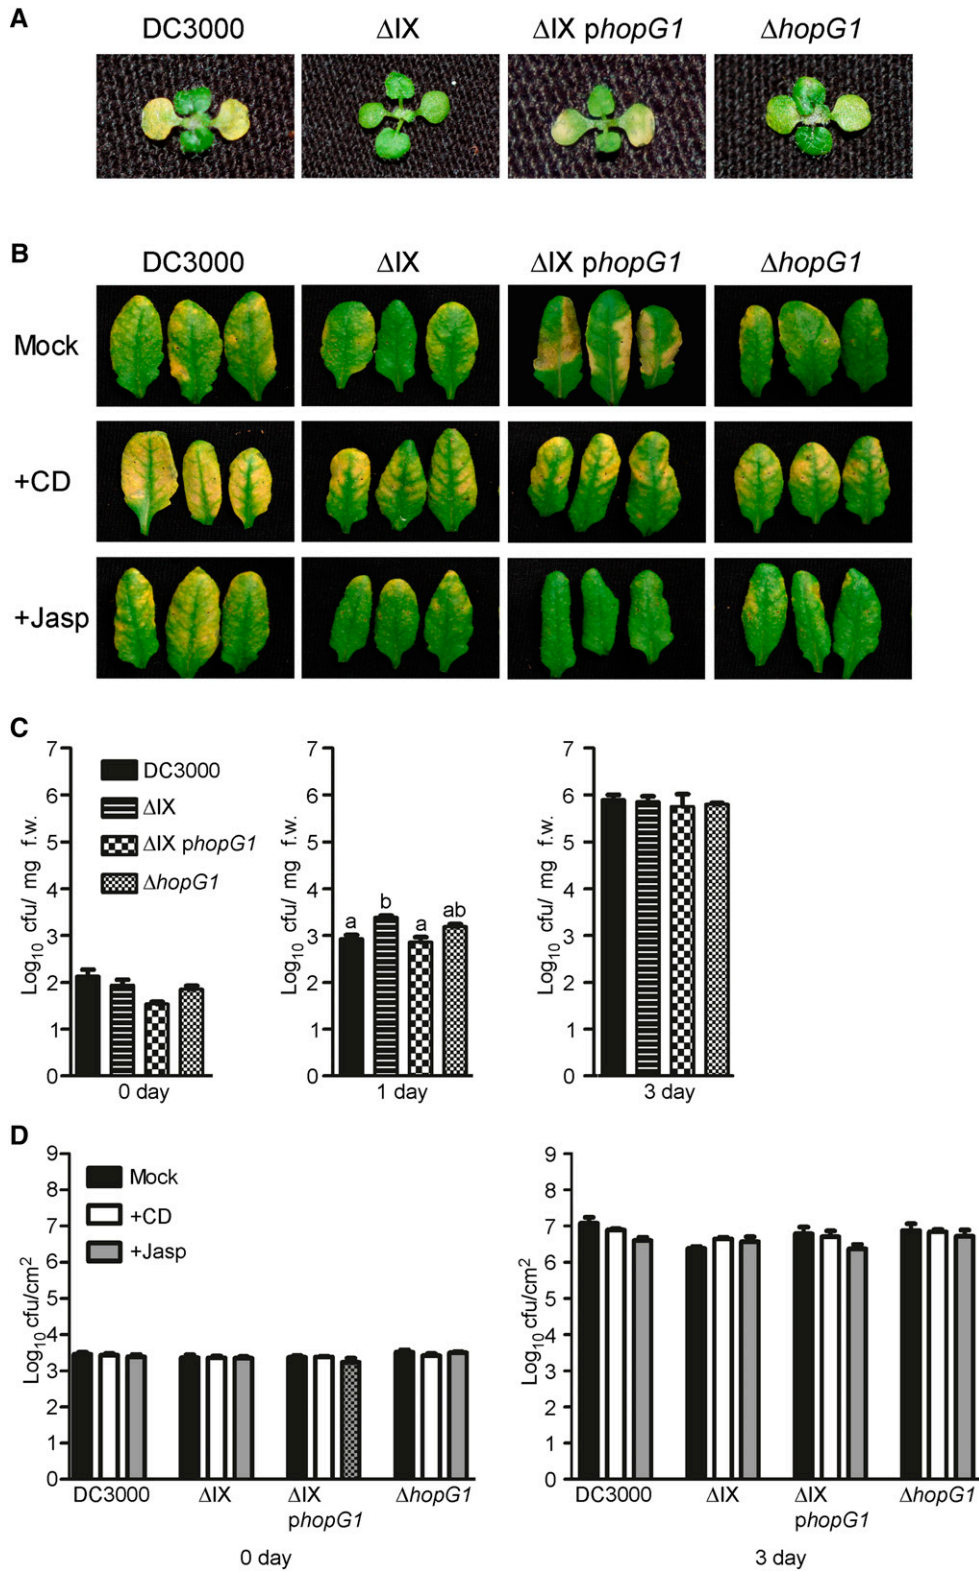 A
DC3000 ΔIX ΔIX phopG1 ΔhopG1
B
DC3000 ΔIX ΔIX phopG1 ΔhopG1
Mock
+CD
+Jasp
C
7
6
5
4
3
2
1
0
Log10 cfu/ mg f.w.
DC3000
ΔIX
ΔIX phopG1
ΔhopG1
0 day
7
6
5
4
3
2
1
0
Log10 cfu/ mg f.w.
a b a ab
1 day
7
6
5
4
3
2
1
0
Log10 cfu/ mg f.w.
3 day
D
9
8
7
6
5
4
3
2
1
0
Log10 cfu/cm2
Mock
+CD
+Jasp
DC3000 ΔIX ΔIX ΔhopG1
phopG1
0 day
9
8
7
6
5
4
3
2
1
0
Log10 cfu/cm2
DC3000 ΔIX ΔIX ΔhopG1
phopG1
3 day